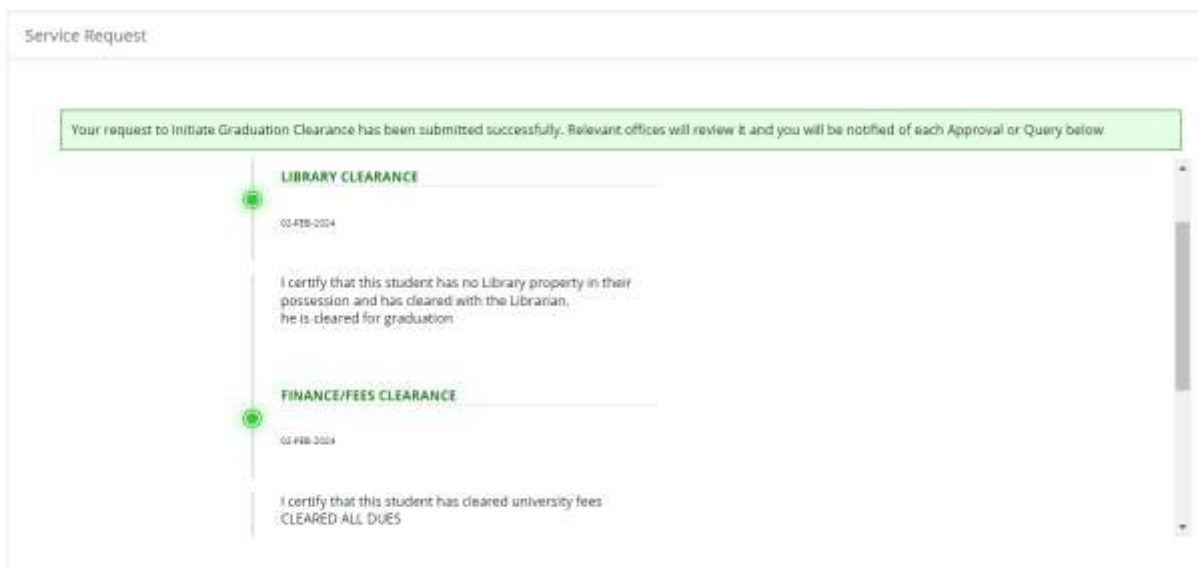 Service Request
Your request to Initiate Graduation Clearance has been submitted successfully. Relevant offices will review it and you will be notified of each Approval or Query below
LIBRARY CLEARANCE
02-FEB-2024
I certify that this student has no Library property in their
possession and has cleared with the Librarian.
he is cleared for graduation
FINANCE/FEES CLEARANCE
02-FEB-2024
I certify that this student has cleared university fees
CLEARED ALL DUES